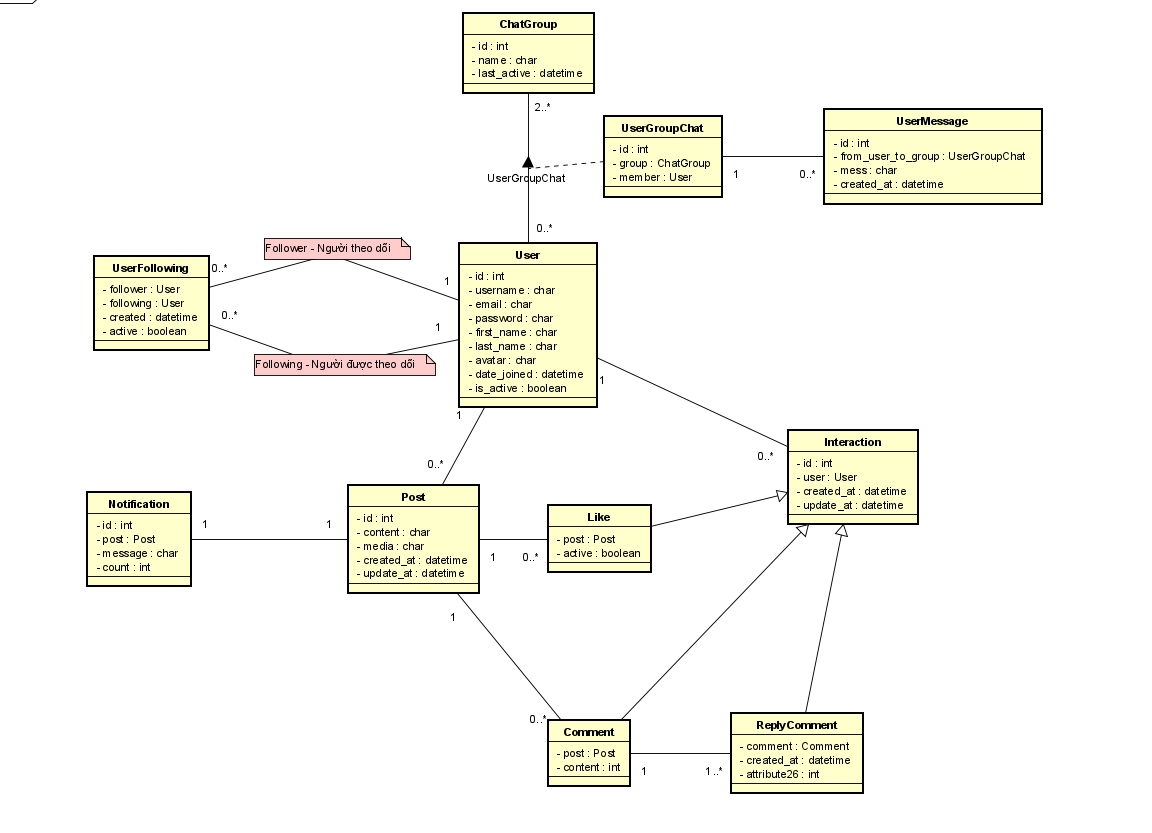 ChatGroup
- id : int
- name : char
- last_active : datetime
2..*
UserGroupChat
0..*
UserGroupChat
- id : int
- group : ChatGroup
- member : User
1
0..*
UserMessage
- id : int
- from_user_to_group : UserGroupChat
- mess : char
- created_at : datetime
Follower - Người theo dõi
Following - Người được theo dõi
UserFollowing
- follower : User
- following : User
- created : datetime
- active : boolean
0..*
0..*
1
1
User
- id : int
- username : char
- email : char
- password : char
- first_name : char
- last_name : char
- avatar : char
- date_joined : datetime
- is_active : boolean
1
0..*
1
0..*
Interaction
- id : int
- user : User
- created_at : datetime
- update_at : datetime
Notification
- id : int
- post : Post
- message : char
- count : int
1
1
Post
- id : int
- content : char
- media : char
- created_at : datetime
- update_at : datetime
1
0..*
Like
- post : Post
- active : boolean
1
0..*
Comment
- post : Post
- content : int
1
1..*
ReplyComment
- comment : Comment
- created_at : datetime
- attribute26 : int